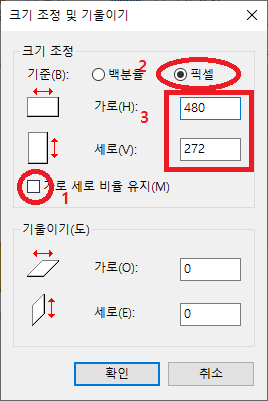 크기 조정 및 기울이기
크기 조정
기준(B): 백분율 2 픽셀
가로(H): 480
3
세로(V): 272
가로 세로 비율 유지(M)
1
기울이기(도)
가로(O): 0
세로(E): 0
확인 취소